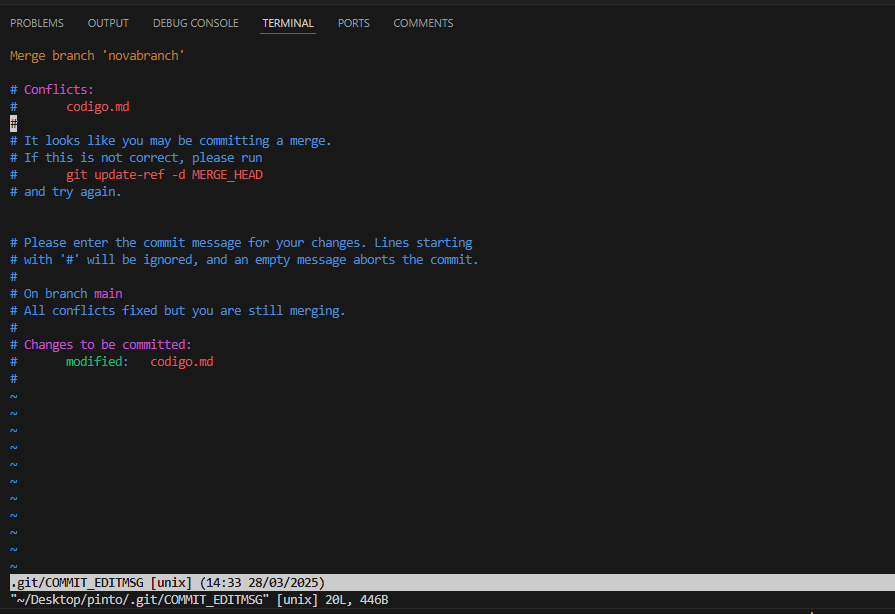 PROBLEMS OUTPUT DEBUG CONSOLE TERMINAL PORTS COMMENTS
Merge branch 'novabranch'
# Conflicts:
#       codigo.md
#
# It looks like you may be committing a merge.
# If this is not correct, please run
#       git update-ref -d MERGE_HEAD
# and try again.
# Please enter the commit message for your changes. Lines starting
# with '#' will be ignored, and an empty message aborts the commit.
#
# On branch main
# All conflicts fixed but you are still merging.
#
# Changes to be committed:
#       modified:   codigo.md
#
~
~
~
~
~
~
~
~
~
~
~
.git/COMMIT_EDITMSG [unix] (14:33 28/03/2025)
"~/Desktop/pinto/.git/COMMIT_EDITMSG" [unix] 20L, 446B